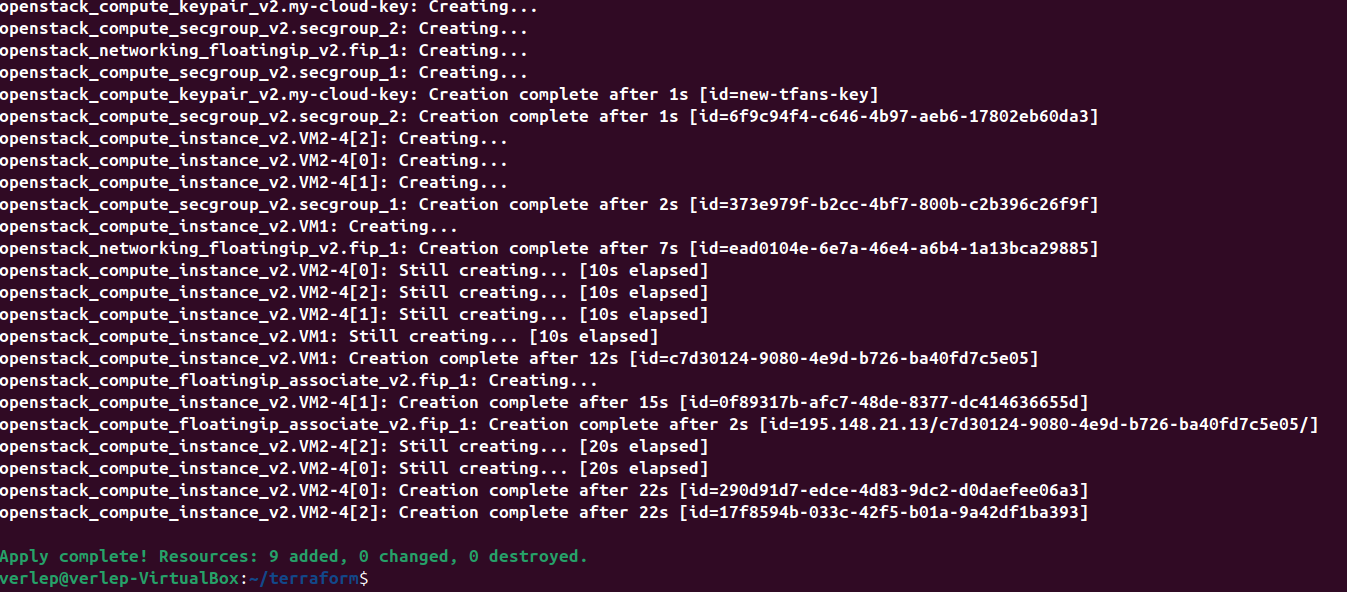 openstack_compute_keypair_v2.my-cloud-key: Creating...
openstack_compute_secgroup_v2.secgroup_2: Creating...
openstack_networking_floatingip_v2.fip_1: Creating...
openstack_compute_secgroup_v2.secgroup_1: Creating...
openstack_compute_keypair_v2.my-cloud-key: Creation complete after 1s [id=new-tfans-key]
openstack_compute_secgroup_v2.secgroup_2: Creation complete after 1s [id=6f9c94f4-c646-4b97-aeb6-17802eb60da3]
openstack_compute_instance_v2.VM2-4[2]: Creating...
openstack_compute_instance_v2.VM2-4[0]: Creating...
openstack_compute_instance_v2.VM2-4[1]: Creating...
openstack_compute_secgroup_v2.secgroup_1: Creation complete after 2s [id=373e979f-b2cc-4bf7-800b-c2b396c26f9f]
openstack_compute_instance_v2.VM1: Creating...
openstack_networking_floatingip_v2.fip_1: Creation complete after 7s [id=ead0104e-6e7a-46e4-a6b4-1a13bca29885]
openstack_compute_instance_v2.VM2-4[0]: Still creating... [10s elapsed]
openstack_compute_instance_v2.VM2-4[2]: Still creating... [10s elapsed]
openstack_compute_instance_v2.VM2-4[1]: Still creating... [10s elapsed]
openstack_compute_instance_v2.VM1: Still creating... [10s elapsed]
openstack_compute_instance_v2.VM1: Creation complete after 12s [id=c7d30124-9080-4e9d-b726-ba40fd7c5e05]
openstack_compute_floatingip_associate_v2.fip_1: Creating...
openstack_compute_instance_v2.VM2-4[1]: Creation complete after 15s [id=0f89317b-afc7-48de-8377-dc414636655d]
openstack_compute_floatingip_associate_v2.fip_1: Creation complete after 2s [id=195.148.21.13/c7d30124-9080-4e9d-b726-ba40fd7c5e05/]
openstack_compute_instance_v2.VM2-4[2]: Still creating... [20s elapsed]
openstack_compute_instance_v2.VM2-4[0]: Still creating... [20s elapsed]
openstack_compute_instance_v2.VM2-4[0]: Creation complete after 22s [id=290d91d7-edce-4d83-9dc2-d0daefee06a3]
openstack_compute_instance_v2.VM2-4[2]: Creation complete after 22s [id=17f8594b-033c-42f5-b01a-9a42df1ba393]
Apply complete! Resources: 9 added, 0 changed, 0 destroyed.
verlep@verlep-VirtualBox:~/terraform$